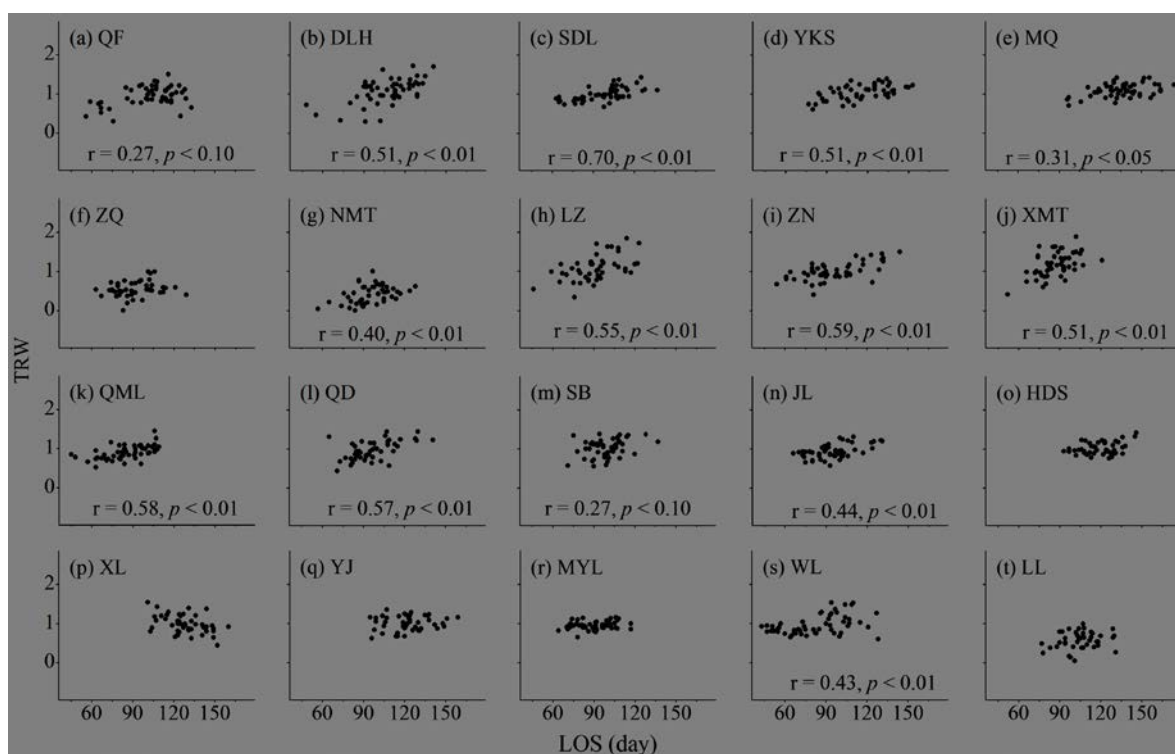 (a) QF (b) DLH (c) SDL (d) YKS (e) MQ
2
1
0
r = 0.27, p < 0.10 r = 0.51, p < 0.01 r = 0.70, p < 0.01 r = 0.51, p < 0.01 r = 0.31, p < 0.05
(f) ZQ (g) NMT (h) LZ (i) ZN (j) XMT
2
1
0
r = 0.40, p < 0.01 r = 0.55, p < 0.01 r = 0.59, p < 0.01 r = 0.51, p < 0.01
TRW
(k) QML (l) QD (m) SB (n) JL (o) HDS
2
1
0
r = 0.58, p < 0.01 r = 0.57, p < 0.01 r = 0.27, p < 0.10 r = 0.44, p < 0.01
(p) XL (q) YJ (r) MYL (s) WL (t) LL
2
1
0
r = 0.43, p < 0.01
60 90 120 150 60 90 120 150 60 90 120 150 60 90 120 150 60 90 120 150
LOS (day)